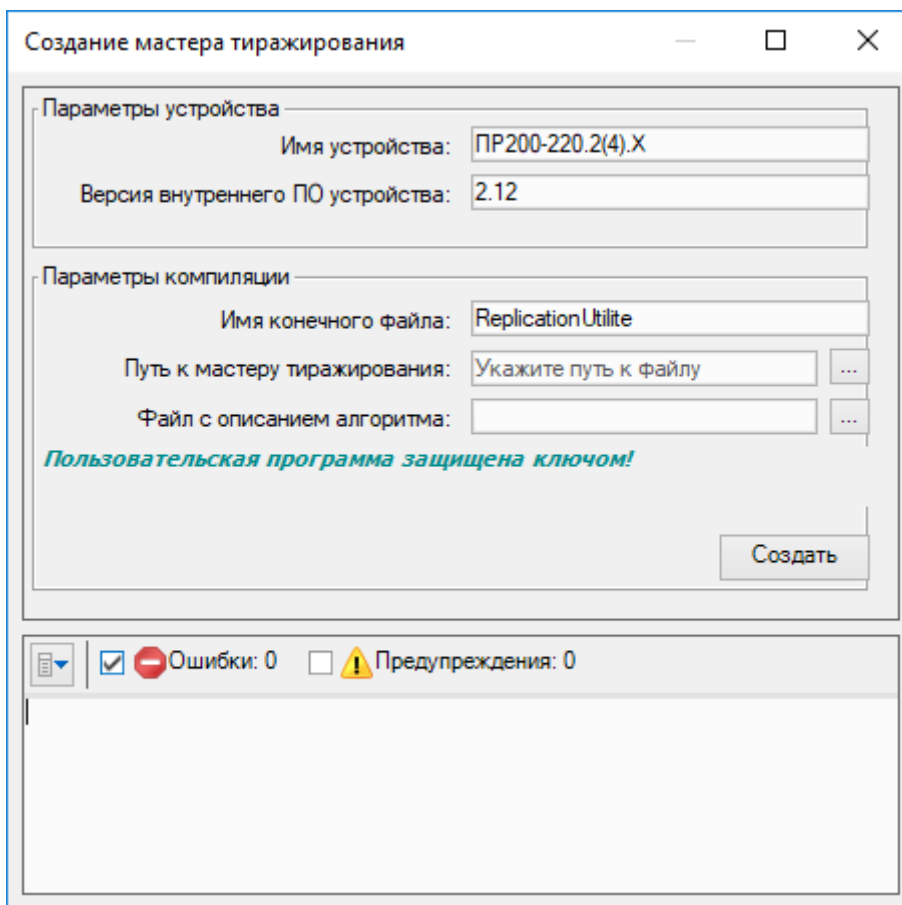 Создание мастера тиражирования
Параметры устройства
Имя устройства: ПР200-220.2(4).X
Версия внутреннего ПО устройства: 2.12
Параметры компиляции
Имя конечного файла: ReplicationUtilite
Путь к мастеру тиражирования: Укажите путь к файлу ...
Файл с описанием алгоритма: ...
Пользовательская программа защищена ключом!
Создать
Ошибки: 0 Предупреждения: 0